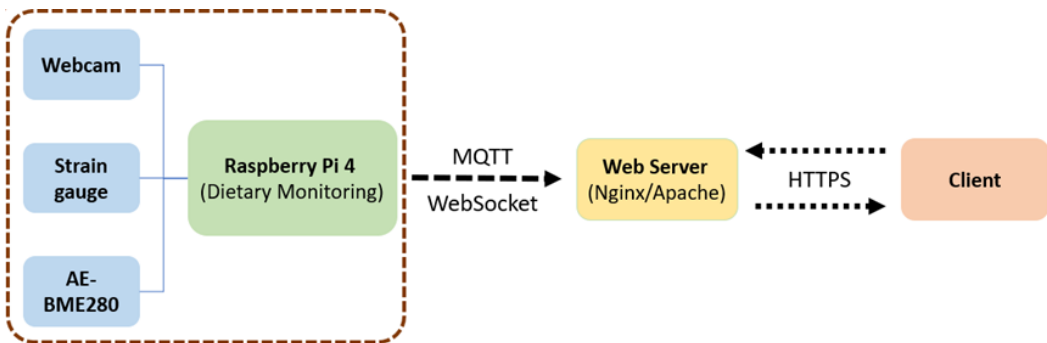 Webcam
Strain
gauge
AE-
BME280
Raspberry Pi 4
(Dietary Monitoring)
MQTT
WebSocket
Web Server
(Nginx/Apache)
HTTPS
Client